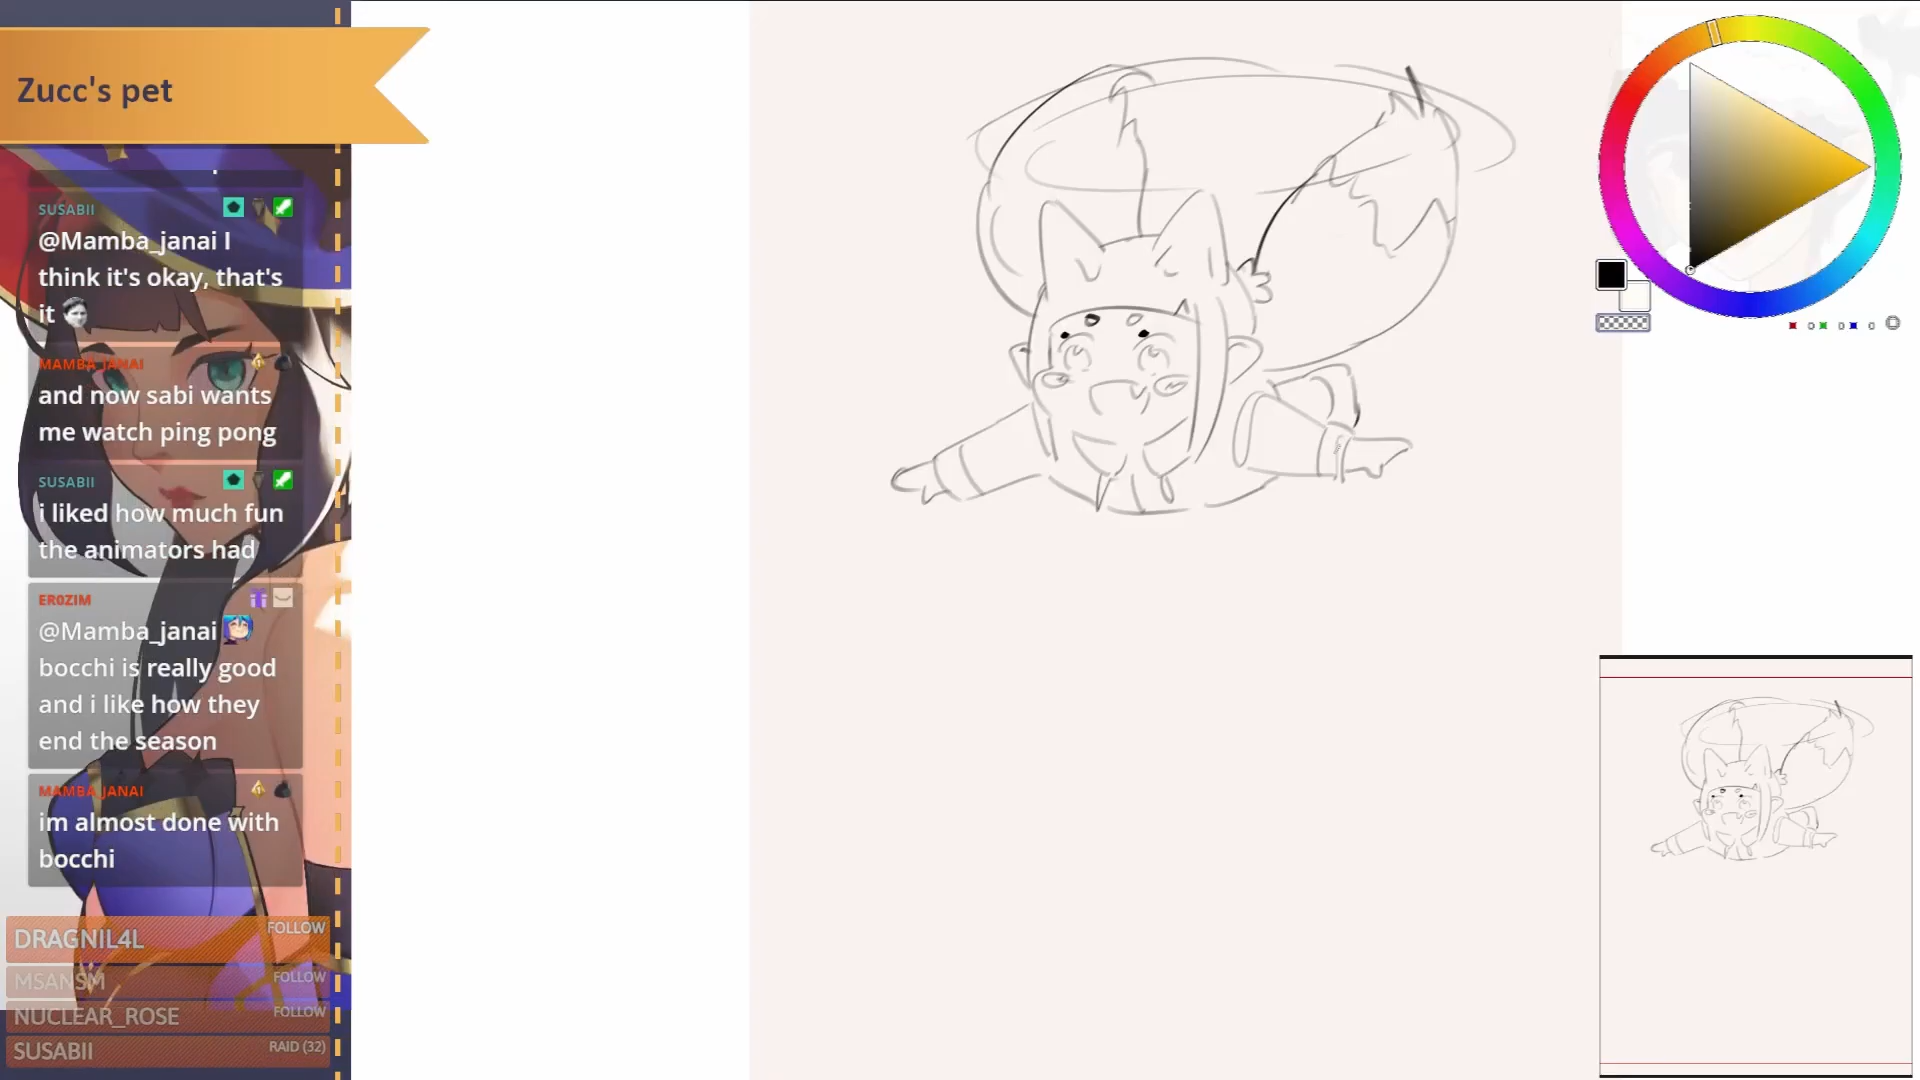 Zucc's pet
SUSABII
@Mamba_janai I
think it's okay, that's
it
MAMBA_JANAI
and now sabi wants
me watch ping pong
SUSABII
i liked how much fun
the animators had
ER0ZIM
@Mamba_janai
bocchi is really good
and i like how they
end the season
MAMBA_JANAI
im almost done with
bocchi
DRAGNIL4L FOLLOW
MSANSM FOLLOW
NUCLEAR_ROSE FOLLOW
SUSABII RAID (32)